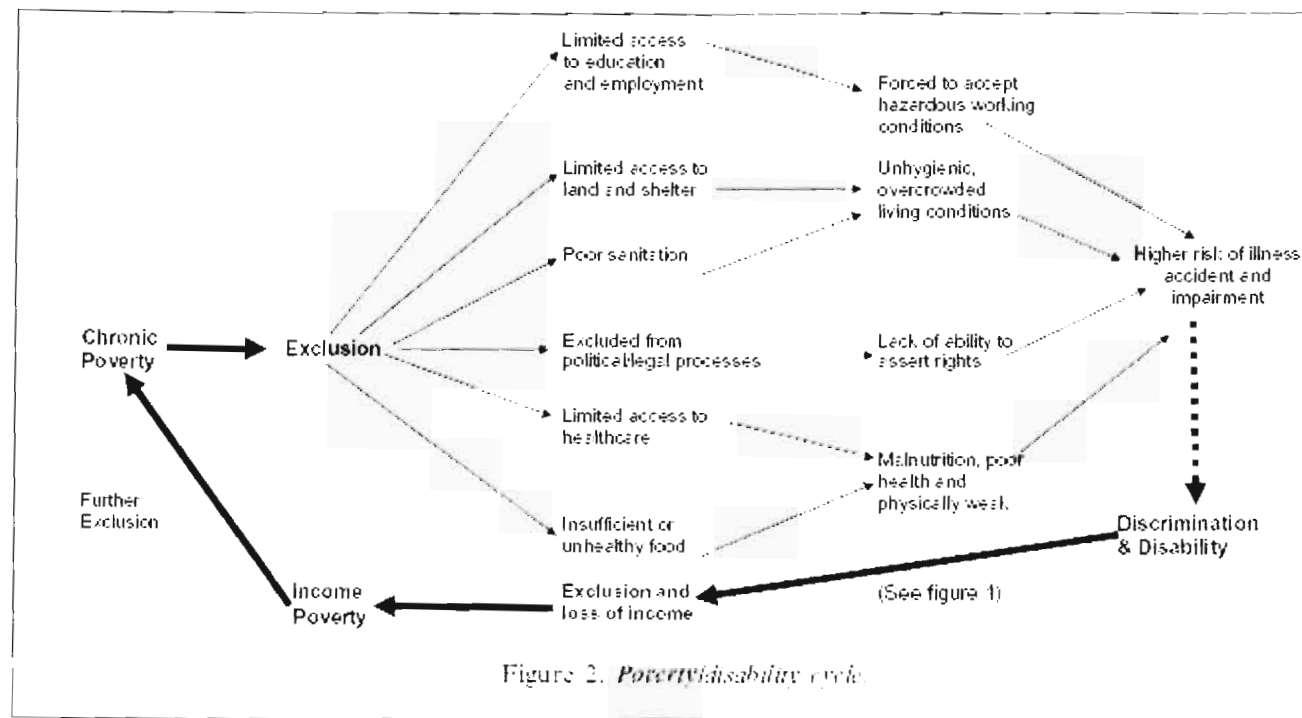 Limited access
to education
and employment
Forced to accept
hazardous working
conditions
Limited access to
land and shelter
Unhygienic,
overcrowded
living conditions
Poor sanitation
Higher risk of illness
accident and
impairment
Chronic
Poverty
Exclusion
Excluded from
political/legal processes
Lack of ability to
assert rights
Limited access to
healthcare
Malnutrition, poor
health and
physically weak
Further
Exclusion
Insufficient or
unhealthy food
Discrimination
& Disability
Income
Poverty
Exclusion and
loss of income
(See figure 1)
Figure 2. Poverty/disability cycle.